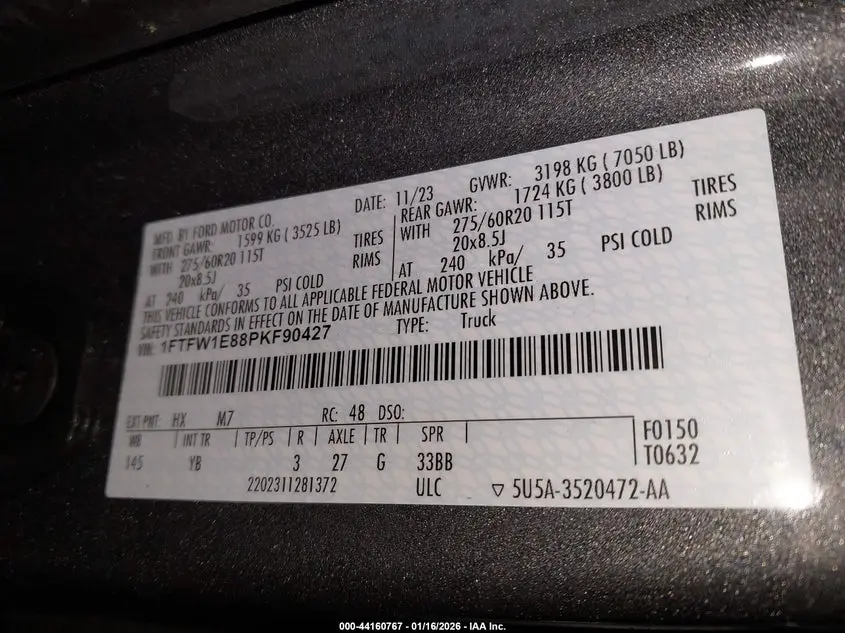 MFD. BY FORD MOTOR CO.
DATE: 11/23 GVWR: 3198 KG ( 7050 LB)
FRONT GAWR: 1599 KG ( 3525 LB)
WITH 275/60R20 115T TIRES
20x8.5J RIMS
AT 240 kPa/ 35 PSI COLD
REAR GAWR: 1724 KG ( 3800 LB)
WITH 275/60R20 115T TIRES
20x8.5J RIMS
AT 240 kPa/ 35 PSI COLD
THIS VEHICLE CONFORMS TO ALL APPLICABLE FEDERAL MOTOR VEHICLE
SAFETY STANDARDS IN EFFECT ON THE DATE OF MANUFACTURE SHOWN ABOVE.
VIN: 1FTFW1E88PKF90427 TYPE: Truck
EXT PNT: HX M7 RC: 48 DSO:
WB INT TR TP/PS R AXLE TR SPR
145 YB 3 27 G 33BB
F0150
T0632
2202311281372 ULC ▽ 5U5A-3520472-AA
000-44160767 - 01/16/2026 - IAA Inc.